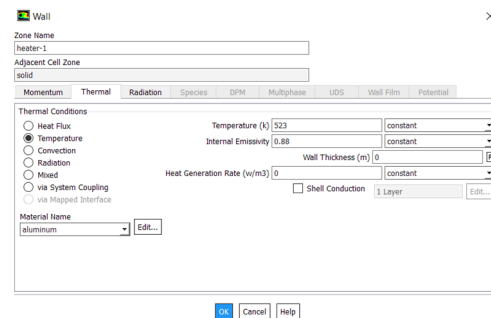 Wall
Zone Name
heater-1
Adjacent Cell Zone
solid
Momentum Thermal Radiation Species DPM Multiphase UDS Wall Film Potential
Thermal Conditions
Heat Flux
Temperature
Convection
Radiation
Mixed
via System Coupling
via Mapped Interface
Temperature (k) 523 constant
Internal Emissivity 0.88 constant
Wall Thickness (m) 0
Heat Generation Rate (w/m3) 0 constant
Shell Conduction 1 Layer Edit...
Material Name
aluminum Edit...
OK Cancel Help